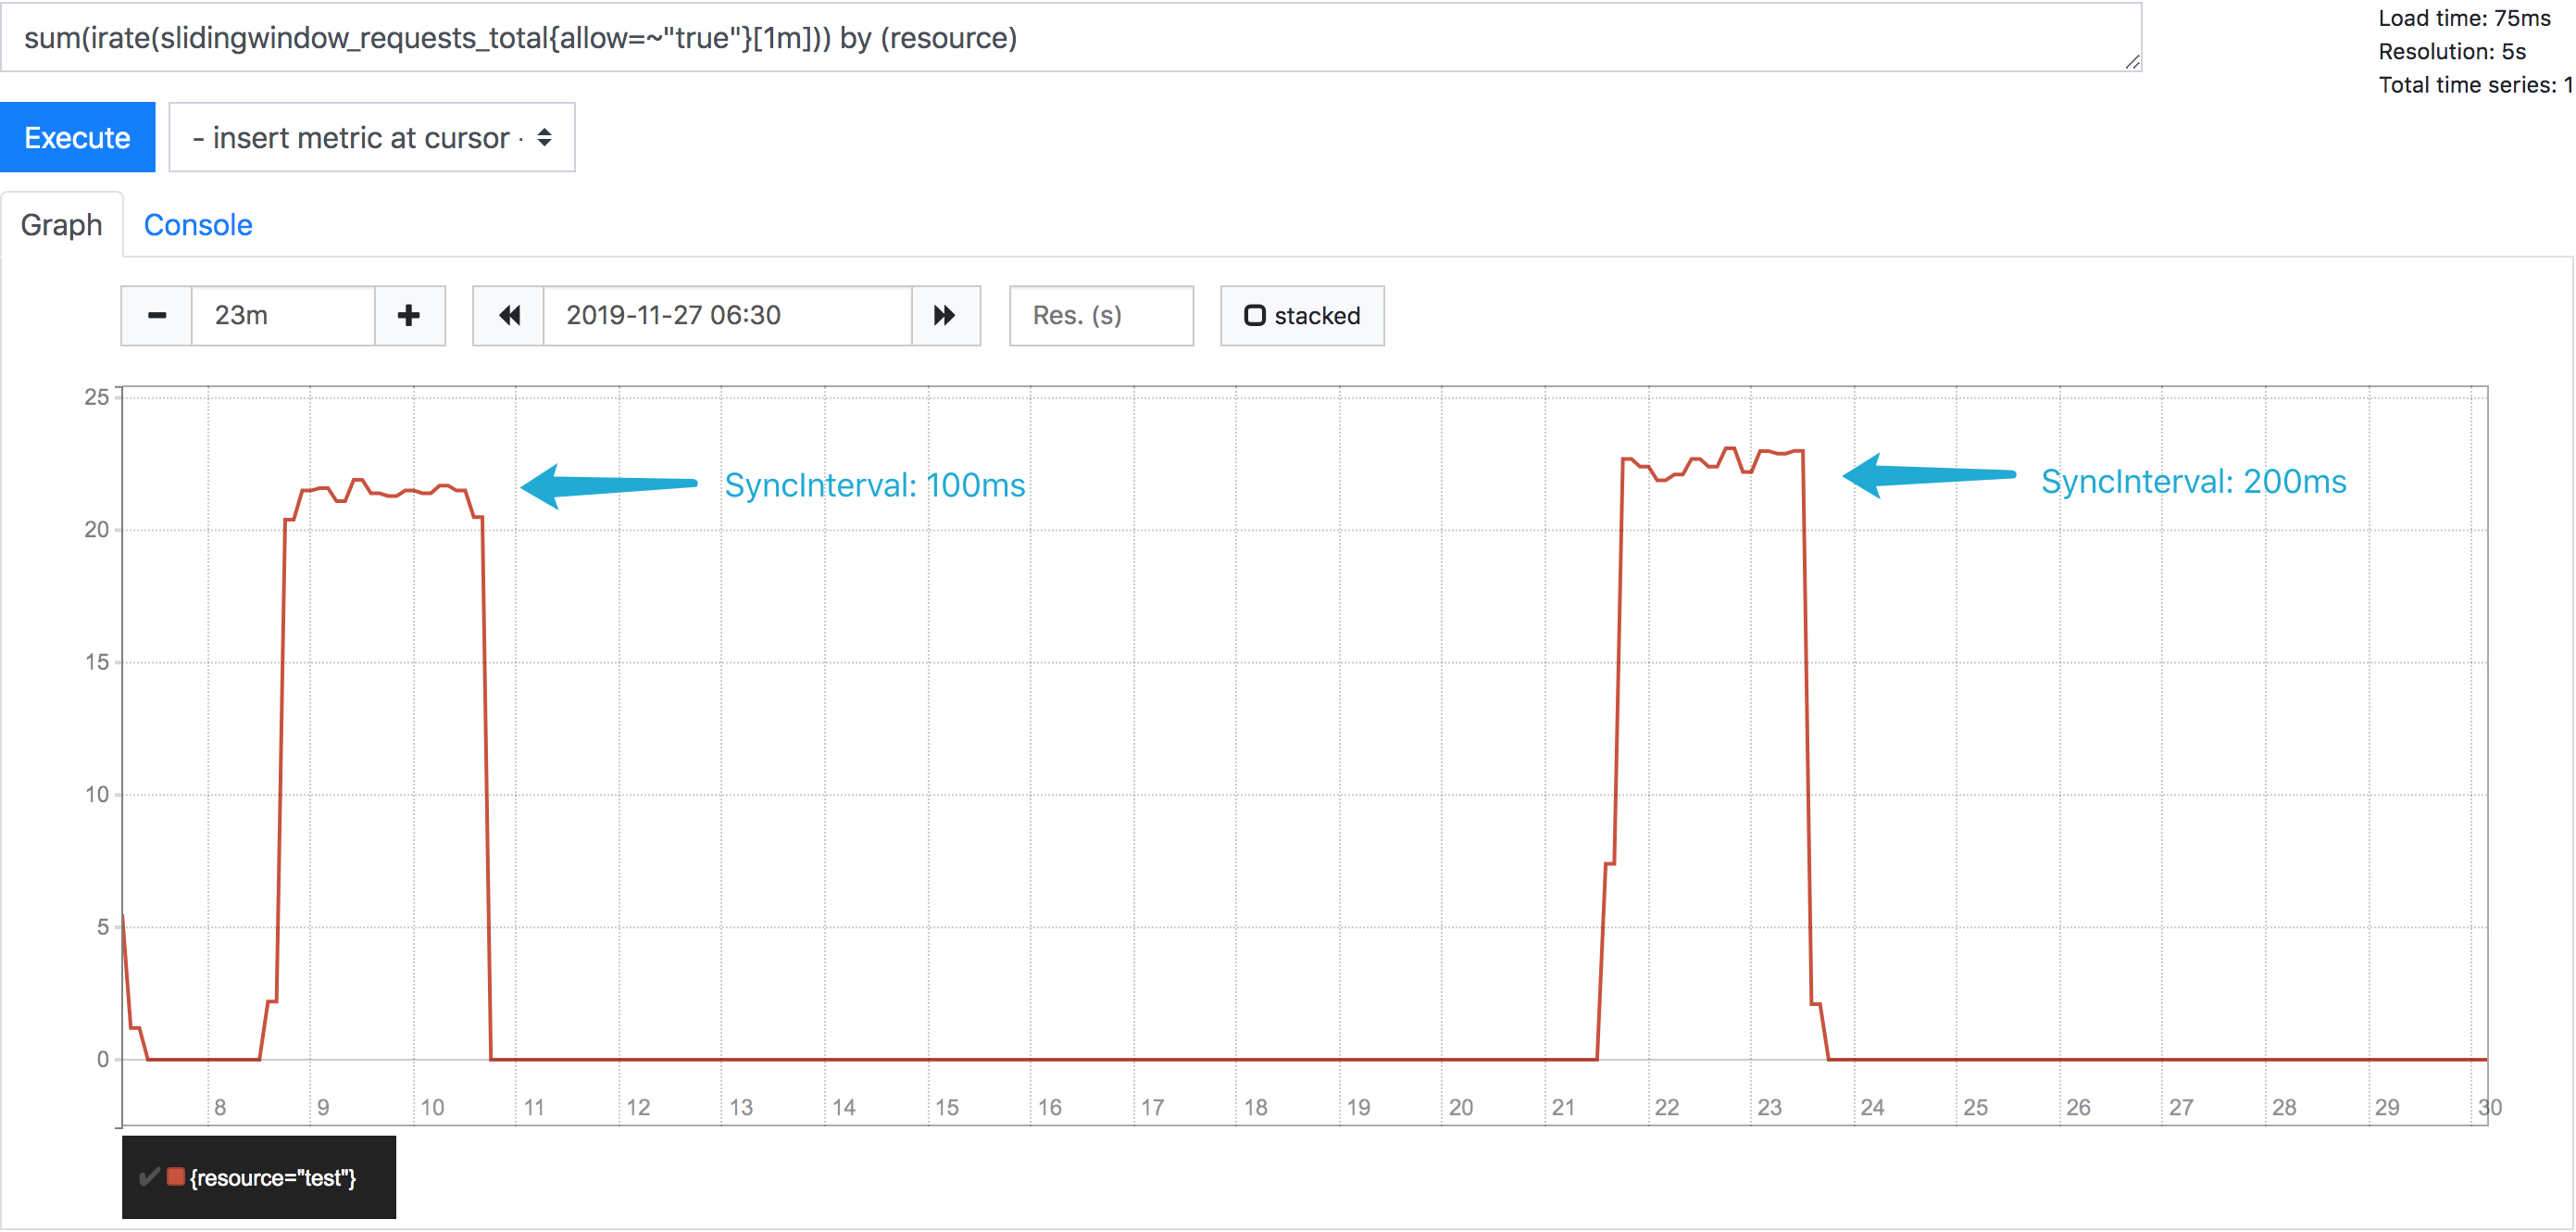 sum(irate(slidingwindow_requests_total{allow=~"true"}[1m])) by (resource)
Load time: 75ms
Resolution: 5s
Total time series: 1
Execute
- insert metric at cursor -
Graph
Console
23m
2019-11-27 06:30
Res. (s)
stacked
25
20
15
10
5
0
SyncInterval: 100ms
SyncInterval: 200ms
8 9 10 11 12 13 14 15 16 17 18 19 20 21 22 23 24 25 26 27 28 29 30
{resource="test"}